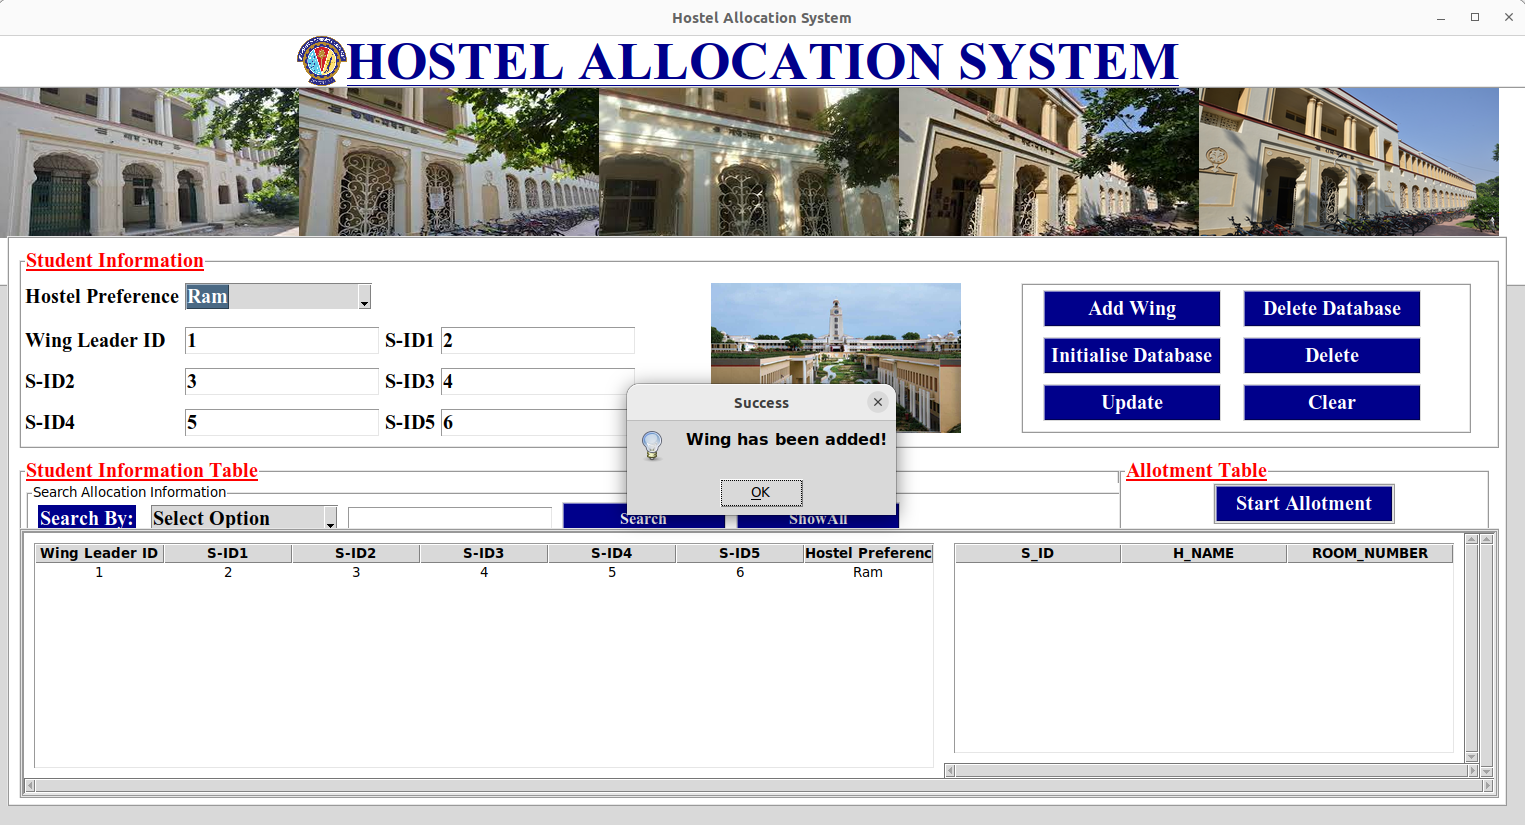 Hostel Allocation System
HOSTEL ALLOCATION SYSTEM
Student Information
Hostel Preference Ram
Wing Leader ID 1 S-ID1 2
S-ID2 3 S-ID3 4
S-ID4 5 S-ID5 6
Add Wing Delete Database
Initialise Database Delete
Update Clear
Success
Wing has been added!
OK
Student Information Table
Search Allocation Information
Search By: Select Option Search ShowAll
Allotment Table
Start Allotment
Wing Leader ID S-ID1 S-ID2 S-ID3 S-ID4 S-ID5 Hostel Preferenc
1 2 3 4 5 6 Ram
S_ID H_NAME ROOM_NUMBER